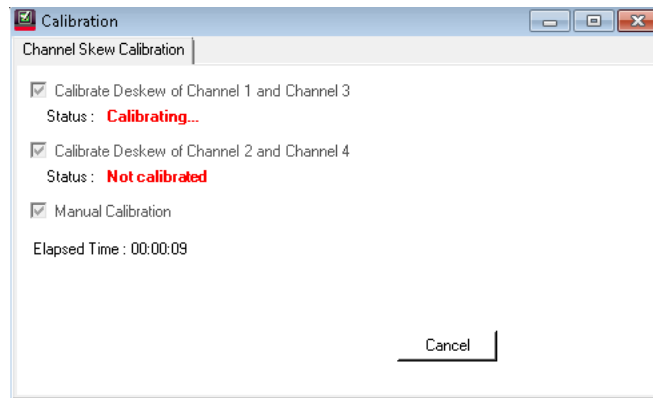 Calibration
Channel Skew Calibration
Calibrate Deskew of Channel 1 and Channel 3
Status : Calibrating...
Calibrate Deskew of Channel 2 and Channel 4
Status : Not calibrated
Manual Calibration
Elapsed Time : 00:00:09
Cancel